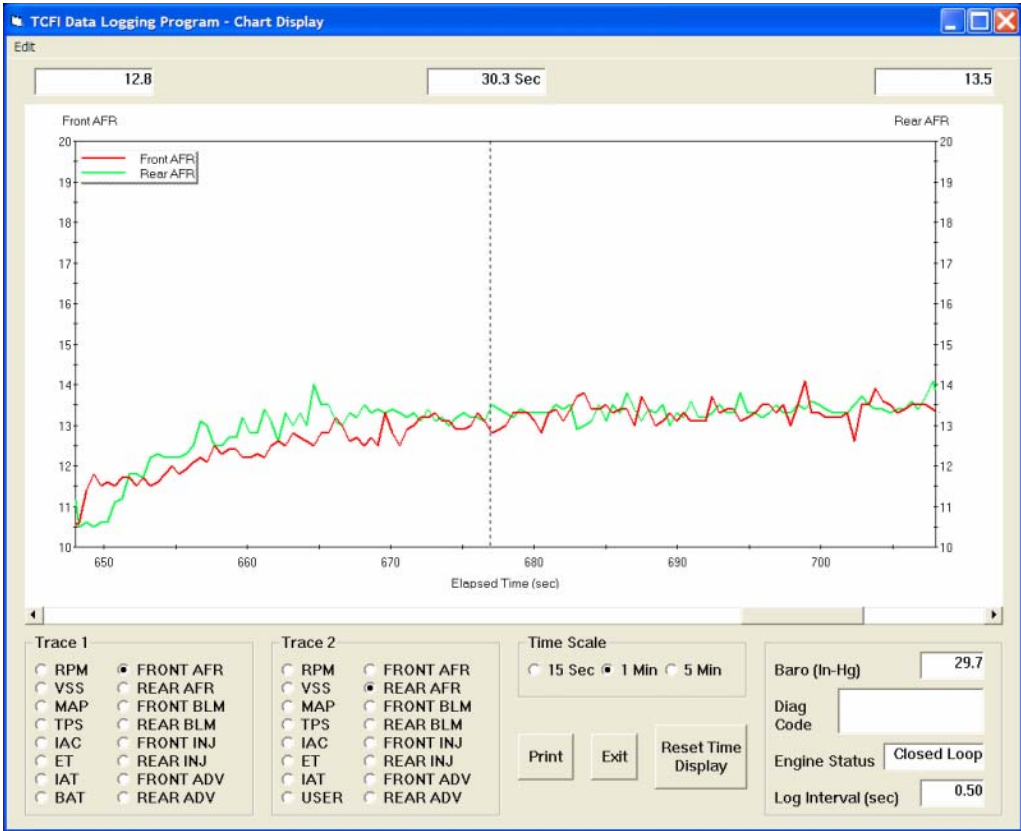 TCFI Data Logging Program - Chart Display
Edit
12.8
30.3 Sec
13.5
Front AFR
Rear AFR
Front AFR
Rear AFR
20
19
18
17
16
15
14
13
12
11
10
20
19
18
17
16
15
14
13
12
11
10
650 660 670 680 690 700
Elapsed Time (sec)
Trace 1
RPM FRONT AFR
VSS REAR AFR
MAP FRONT BLM
TPS REAR BLM
IAC FRONT INJ
ET REAR INJ
IAT FRONT ADV
BAT REAR ADV
Trace 2
RPM FRONT AFR
VSS REAR AFR
MAP FRONT BLM
TPS REAR BLM
IAC FRONT INJ
ET REAR INJ
IAT FRONT ADV
USER REAR ADV
Time Scale
15 Sec 1 Min 5 Min
Print
Exit
Reset Time
Display
Baro (In-Hg) 29.7
Diag
Code
Engine Status Closed Loop
Log Interval (sec) 0.50